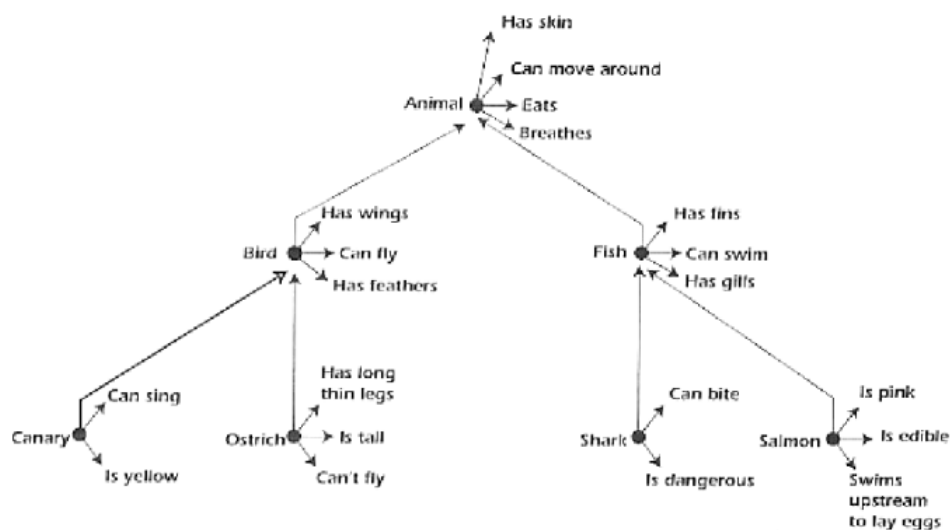 Has skin
Can move around
Animal
Eats
Breathes
Has wings
Bird
Can fly
Has feathers
Has fins
Fish
Can swim
Has gills
Can sing
Canary
Is yellow
Has long
thin legs
Ostrich
Is tall
Can't fly
Can bite
Shark
Is dangerous
Is pink
Salmon
Is edible
Swims
upstream
to lay eggs